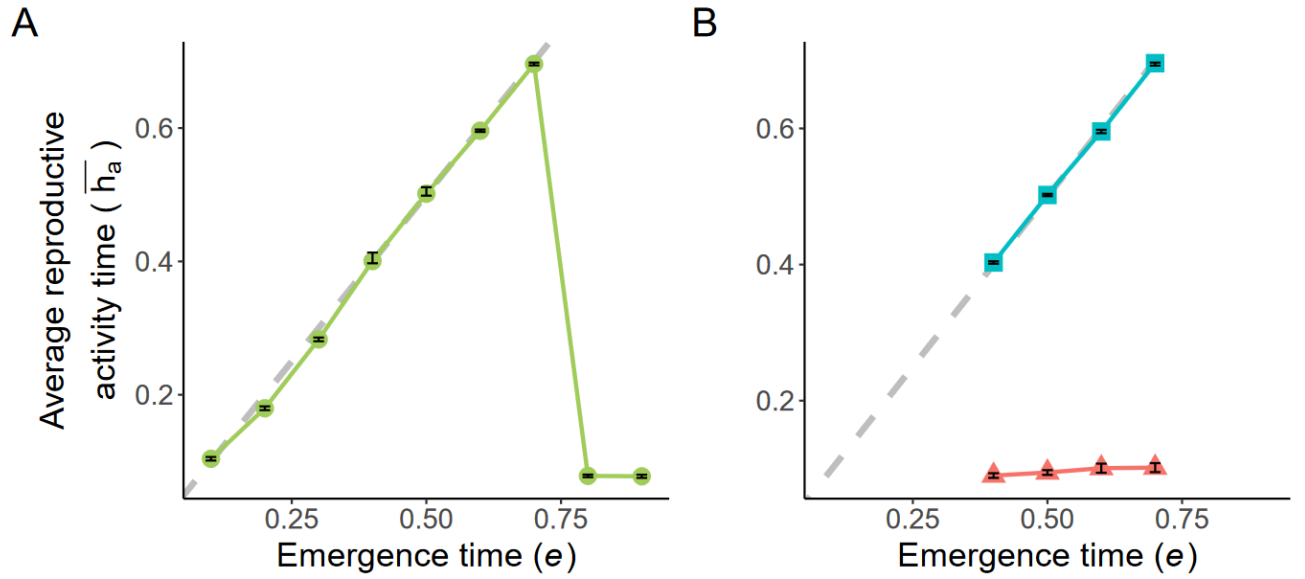 A
Average reproductive
activity time ( h̅ₐ )
0.6
0.4
0.2
0.25 0.50 0.75
Emergence time (e)
B
0.6
0.4
0.2
0.25 0.50 0.75
Emergence time (e)